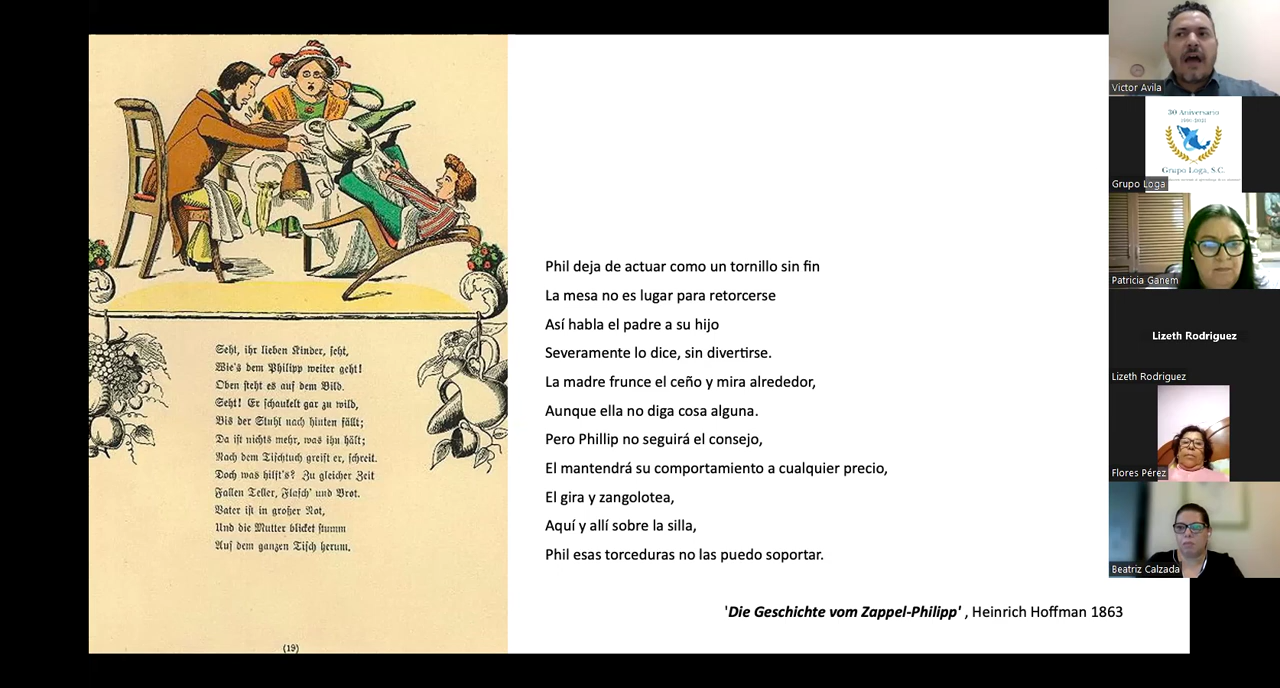 Seht, ihr lieben Kinder, seht,
Wie's dem Philipp weiter geht!
Oben steht es auf dem Bild.
Seht! Er schaukelt gar zu wild,
Bis der Stuhl nach hinten fällt;
Da ist nichts mehr, was ihn hält;
Nach dem Tischtuch greift er, schreit.
Doch was hilft's? Zu gleicher Zeit
Fallen Teller, Flasch' und Brot.
Vater ist in großer Not,
Und die Mutter blicket stumm
Auf dem ganzen Tisch herum.
(19)
Phil deja de actuar como un tornillo sin fin
La mesa no es lugar para retorcerse
Así habla el padre a su hijo
Severamente lo dice, sin divertirse.
La madre frunce el ceño y mira alrededor,
Aunque ella no diga cosa alguna.
Pero Phillip no seguirá el consejo,
El mantendrá su comportamiento a cualquier precio,
El gira y zangolotea,
Aquí y allí sobre la silla,
Phil esas torceduras no las puedo soportar.
'Die Geschichte vom Zappel-Philipp' , Heinrich Hoffman 1863
Victor Avila
30 Aniversario
Grupo Loga, S.C.
Grupo Loga
Patricia Ganem
Lizeth Rodriguez
Lizeth Rodriguez
Flores Pérez
Beatriz Calzada